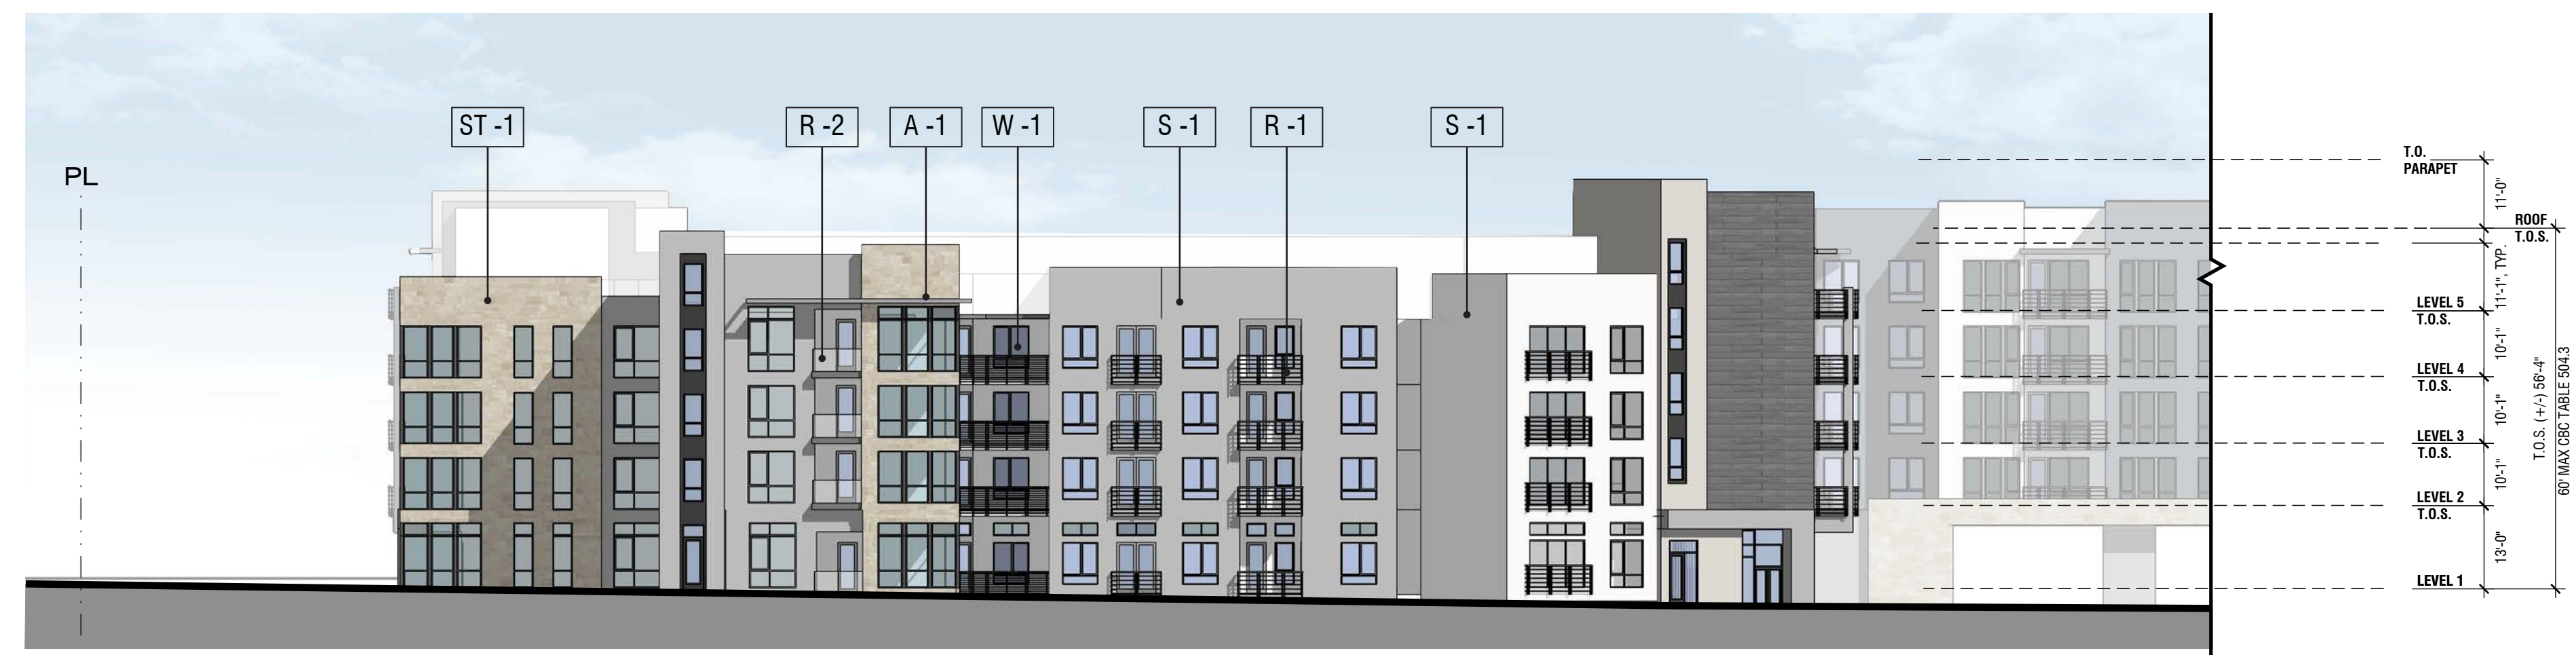 PL
ST -1
R -2
A -1
W -1
S -1
R -1
S -1
T.O.
PARAPET
11'-0"
ROOF
T.O.S.
11'-1", TYP.
LEVEL 5
T.O.S.
10'-1"
LEVEL 4
T.O.S.
10'-1"
LEVEL 3
T.O.S.
10'-1"
LEVEL 2
T.O.S.
13'-0"
LEVEL 1
T.O.S. (+/-) 56'-4"
60' MAX CBC TABLE 504.3